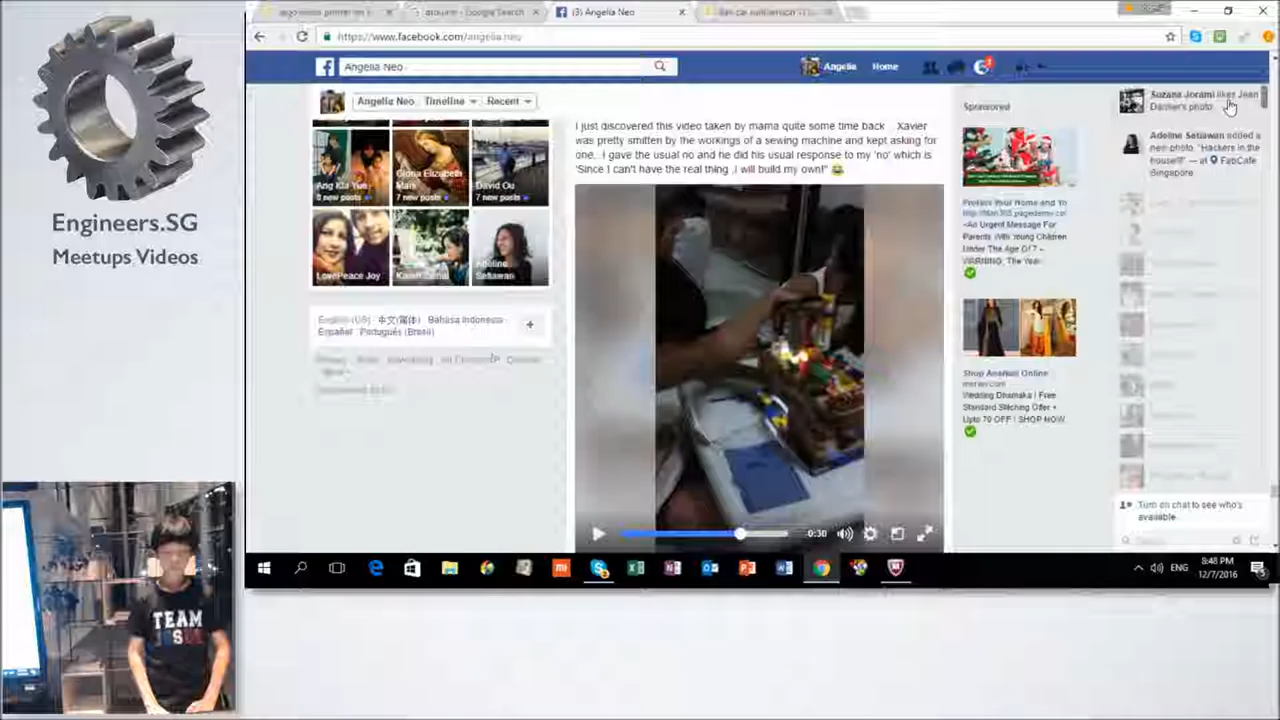 Engineers.SG
Meetups Videos
TEAM
arduino - Google Search
(3) Angelia Neo
https://www.facebook.com/angelia.neo
Angelia Neo
Angelia
Home
Angelia Neo
Timeline
Recent
Ang Kia Yue
8 new posts
Gloria Elizabeth
Mais
7 new posts
David Ou
7 new posts
LovePeace Joy
Adeline
Setiawan
English (US) · 中文(简体) · Bahasa Indonesia ·
Español · Português (Brasil)
+
I just discovered this video taken by mama quite some time back .. Xavier
was pretty smitten by the workings of a sewing machine and kept asking for
one.. I gave the usual no and he did his usual response to my 'no' which is
'Since I can't have the real thing ,I will build my own!"
-0:30
Sponsored
Protect Your Home and Yo
<An Urgent Message For
Parents With Young Children
Under The Age Of 7 -
WARNING: The Year
Shop Anarkali Online
Wedding Dhamaka | Free
Standard Stitching Offer +
Upto 70 OFF ! SHOP NOW
Suzana Jorami likes Jean
photo.
Adeline Setiawan added a
new photo. "Hackers in the
house!!!" — at FabCafe
Singapore
Turn on chat to see who's
available.
ENG
8:48 PM
12/7/2016